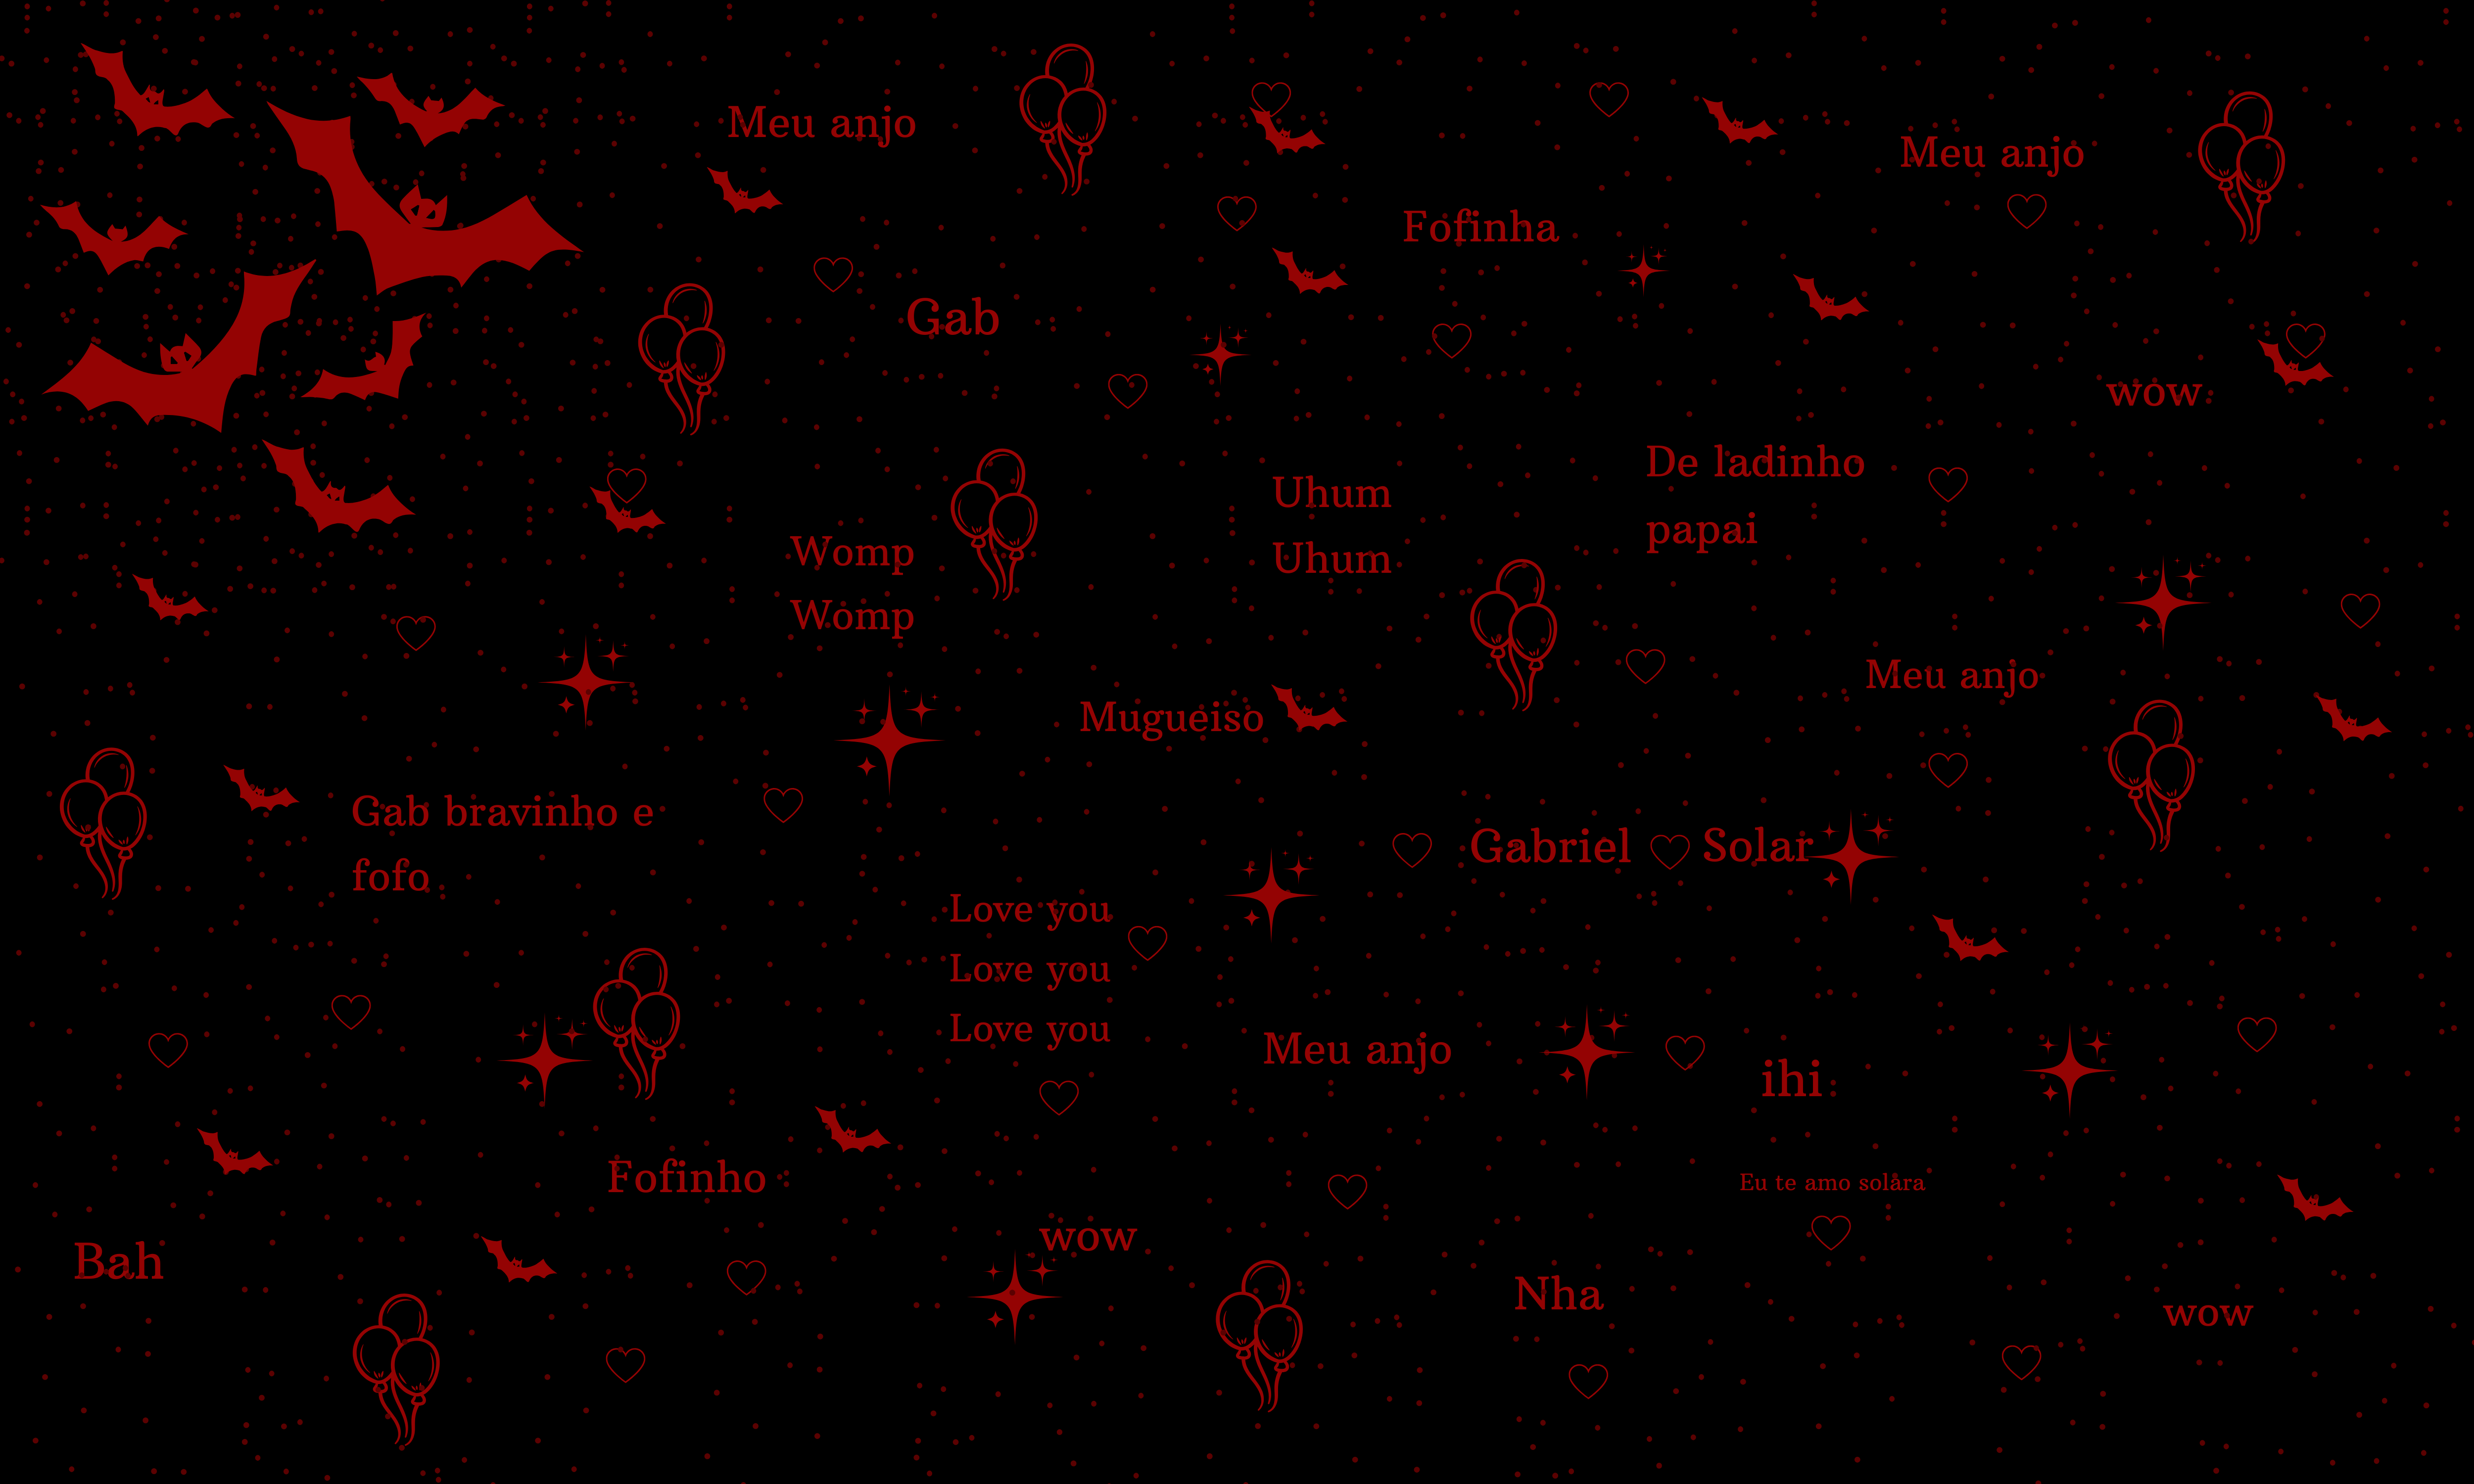 Meu anjo
Meu anjo
Fofinha
Gab
wow
De ladinho
papai
Uhum
Uhum
Womp
Womp
Meu anjo
Mugueiso
Gab bravinho e
fofo
Gabriel
Solar
Love you
Love you
Love you
Meu anjo
ihi
Fofinho
Eu te amo solara
wow
Bah
Nha
wow